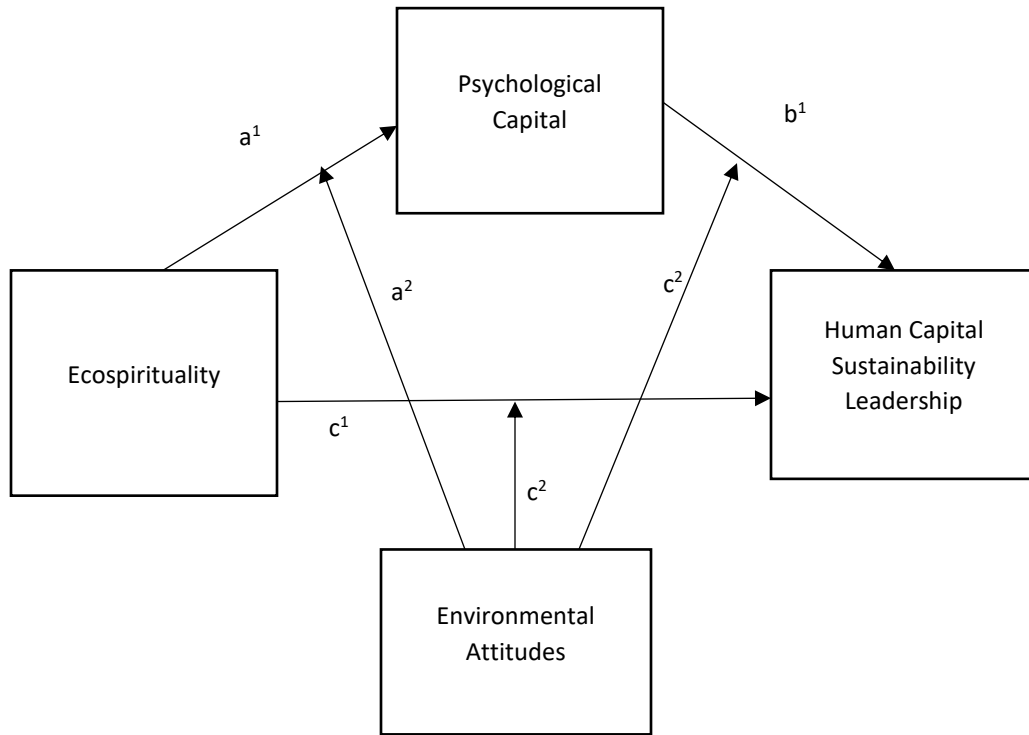 Psychological
Capital
b¹
a¹
a²
c²
Human Capital
Sustainability
Leadership
Ecospirituality
c¹
c²
Environmental
Attitudes